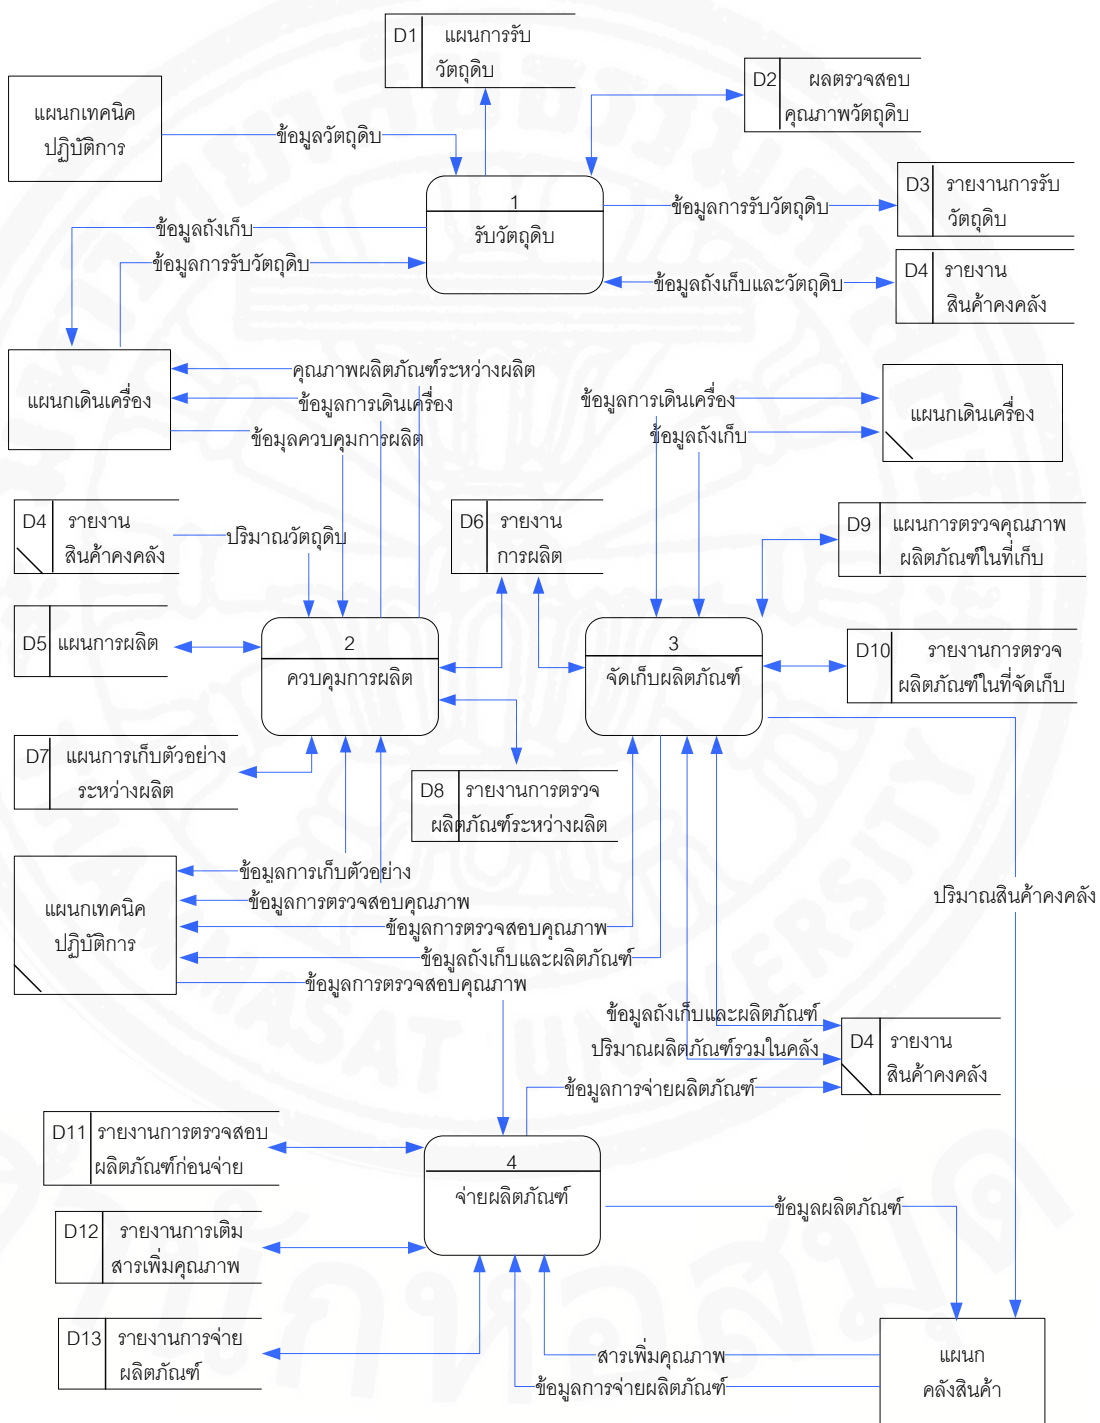 D1 แผนการรับ
วัตถุดิบ
D2 ผลตรวจสอบ
คุณภาพวัตถุดิบ
แผนกเทคนิค
ปฏิบัติการ
ข้อมูลวัตถุดิบ
D3 รายงานการรับ
วัตถุดิบ
1
รับวัตถุดิบ
ข้อมูลการรับวัตถุดิบ
ข้อมูลถังเก็บ
ข้อมูลการรับวัตถุดิบ
D4 รายงาน
สินค้าคงคลัง
ข้อมูลถังเก็บและวัตถุดิบ
แผนกเดินเครื่อง
คุณภาพผลิตภัณฑ์ระหว่างผลิต
ข้อมูลการเดินเครื่อง
ข้อมูลควบคุมการผลิต
ข้อมูลการเดินเครื่อง
ข้อมูลถังเก็บ
แผนกเดินเครื่อง
D4 รายงาน
สินค้าคงคลัง
ปริมาณวัตถุดิบ
D6 รายงาน
การผลิต
D9 แผนการตรวจคุณภาพ
ผลิตภัณฑ์ในที่เก็บ
D5 แผนการผลิต
2
ควบคุมการผลิต
3
จัดเก็บผลิตภัณฑ์
D10 รายงานการตรวจ
ผลิตภัณฑ์ในที่จัดเก็บ
D7 แผนการเก็บตัวอย่าง
ระหว่างผลิต
D8 รายงานการตรวจ
ผลิตภัณฑ์ระหว่างผลิต
แผนกเทคนิค
ปฏิบัติการ
ข้อมูลการเก็บตัวอย่าง
ข้อมูลการตรวจสอบคุณภาพ
ข้อมูลการตรวจสอบคุณภาพ
ข้อมูลถังเก็บและผลิตภัณฑ์
ข้อมูลการตรวจสอบคุณภาพ
ปริมาณสินค้าคงคลัง
ข้อมูลถังเก็บและผลิตภัณฑ์
ปริมาณผลิตภัณฑ์รวมในคลัง
ข้อมูลการจ่ายผลิตภัณฑ์
D4 รายงาน
สินค้าคงคลัง
D11 รายงานการตรวจสอบ
ผลิตภัณฑ์ก่อนจ่าย
4
จ่ายผลิตภัณฑ์
ข้อมูลผลิตภัณฑ์
D12 รายงานการเติม
สารเพิ่มคุณภาพ
D13 รายงานการจ่าย
ผลิตภัณฑ์
สารเพิ่มคุณภาพ
ข้อมูลการจ่ายผลิตภัณฑ์
แผนก
คลังสินค้า
THAMMASAT UNIVERSITY
สำนักหอสมุด